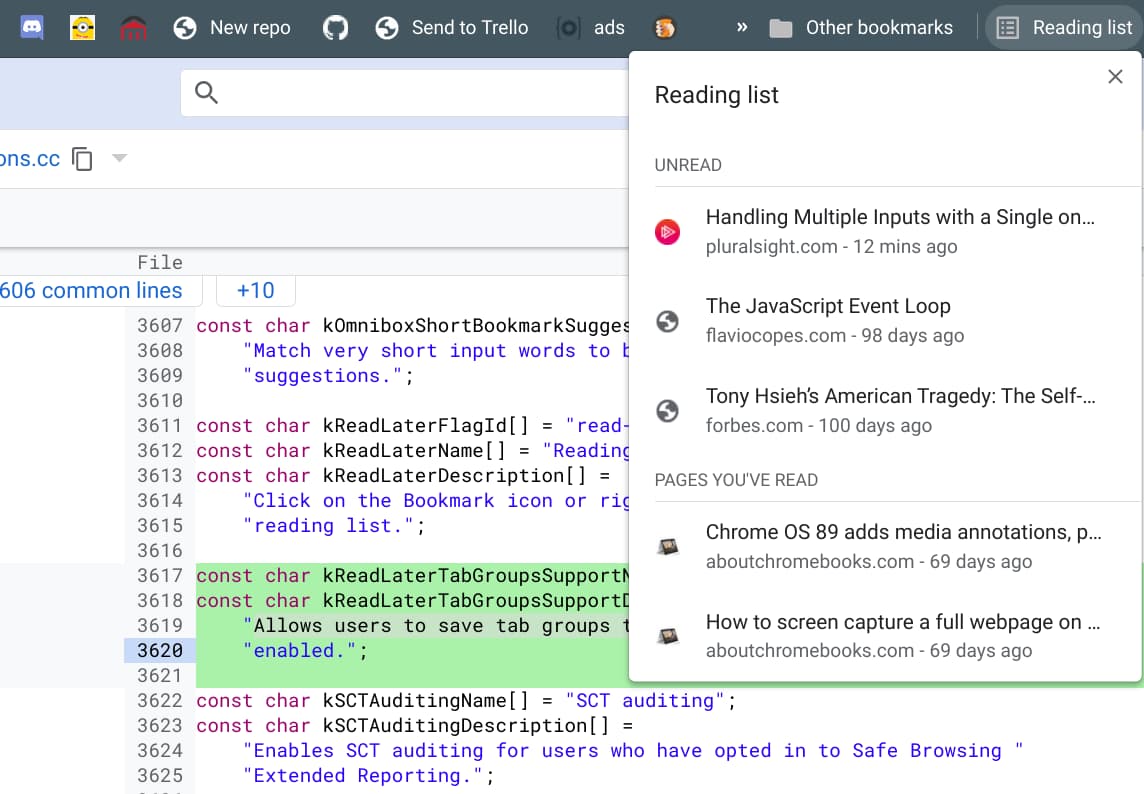 New repo
Send to Trello
ads
»
Other bookmarks
Reading list
ons.cc
File
606 common lines
+10
3607 const char kOmniboxShortBookmarkSugges
3608 "Match very short input words to b
3609 "suggestions.";
3610
3611 const char kReadLaterFlagId[] = "read-
3612 const char kReadLaterName[] = "Reading
3613 const char kReadLaterDescription[] =
3614 "Click on the Bookmark icon or rig
3615 "reading list.";
3616
3617 const char kReadLaterTabGroupsSupportN
3618 const char kReadLaterTabGroupsSupportD
3619 "Allows users to save tab groups t
3620 "enabled.";
3621
3622 const char kSCTAuditingName[] = "SCT auditing";
3623 const char kSCTAuditingDescription[] =
3624 "Enables SCT auditing for users who have opted in to Safe Browsing "
3625 "Extended Reporting.";
Reading list
UNREAD
Handling Multiple Inputs with a Single on...
pluralsight.com - 12 mins ago
The JavaScript Event Loop
flaviocopes.com - 98 days ago
Tony Hsieh’s American Tragedy: The Self-...
forbes.com - 100 days ago
PAGES YOU'VE READ
Chrome OS 89 adds media annotations, p...
aboutchromebooks.com - 69 days ago
How to screen capture a full webpage on ...
aboutchromebooks.com - 69 days ago